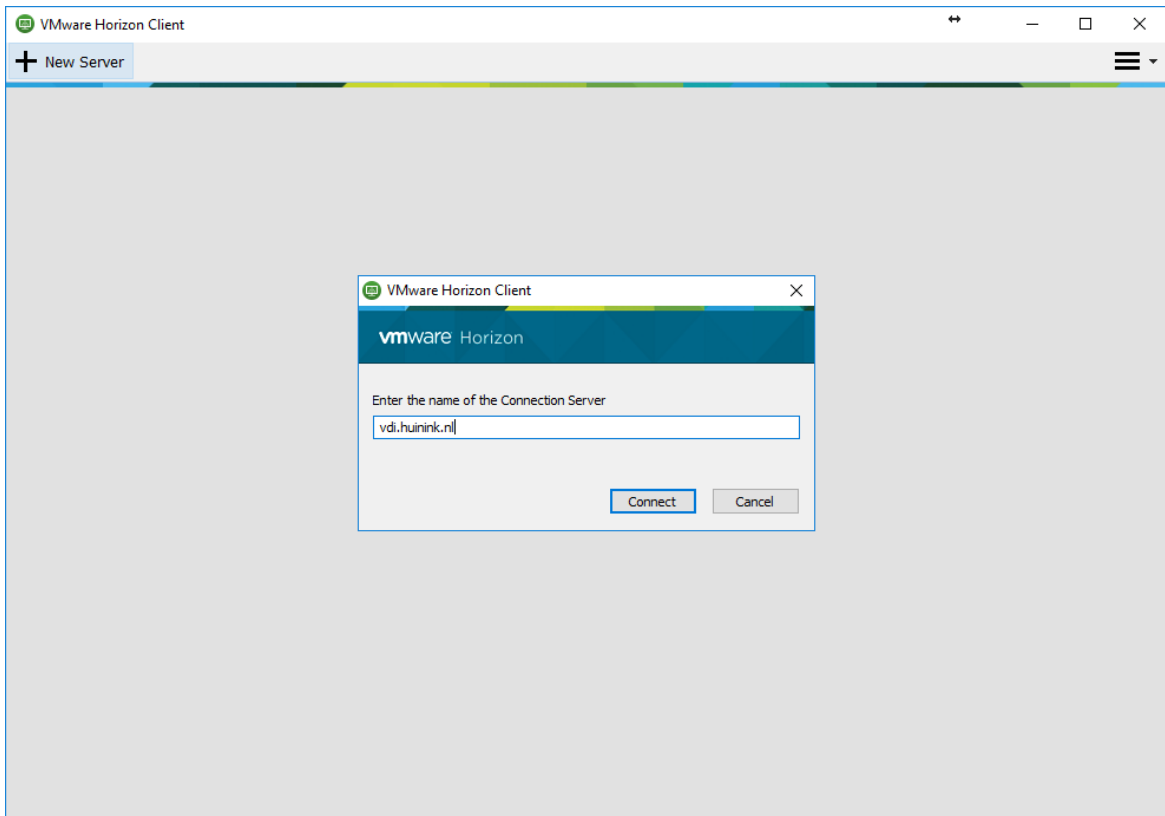 VMware Horizon Client
New Server
VMware Horizon Client
vmware Horizon
Enter the name of the Connection Server
vdi.huinink.nl
Connect Cancel